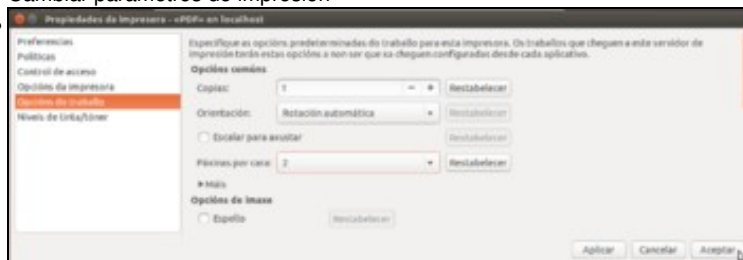 Cambiar parámetros de impresión
Propiedades da impresora - «PDF» en localhost
Preferencias
Políticas
Control de acceso
Opcións da impresora
Opcións de traballo
Niveis de tinta/tóner
Especifique as opcións predeterminadas do traballo para esta impresora. Os traballos que cheguen a este servidor de
impresión terán estas opcións a non ser que xa cheguen configuradas desde cada aplicativo.
Opcións comúns
Copias: 1 - + Restabelecer
Orientación: Rotación automática Restabelecer
Escalar para axustar Restabelecer
Páxinas por cara: 2 Restabelecer
Máis
Opcións de imaxe
Espello Restabelecer
Aplicar Cancelar Aceptar